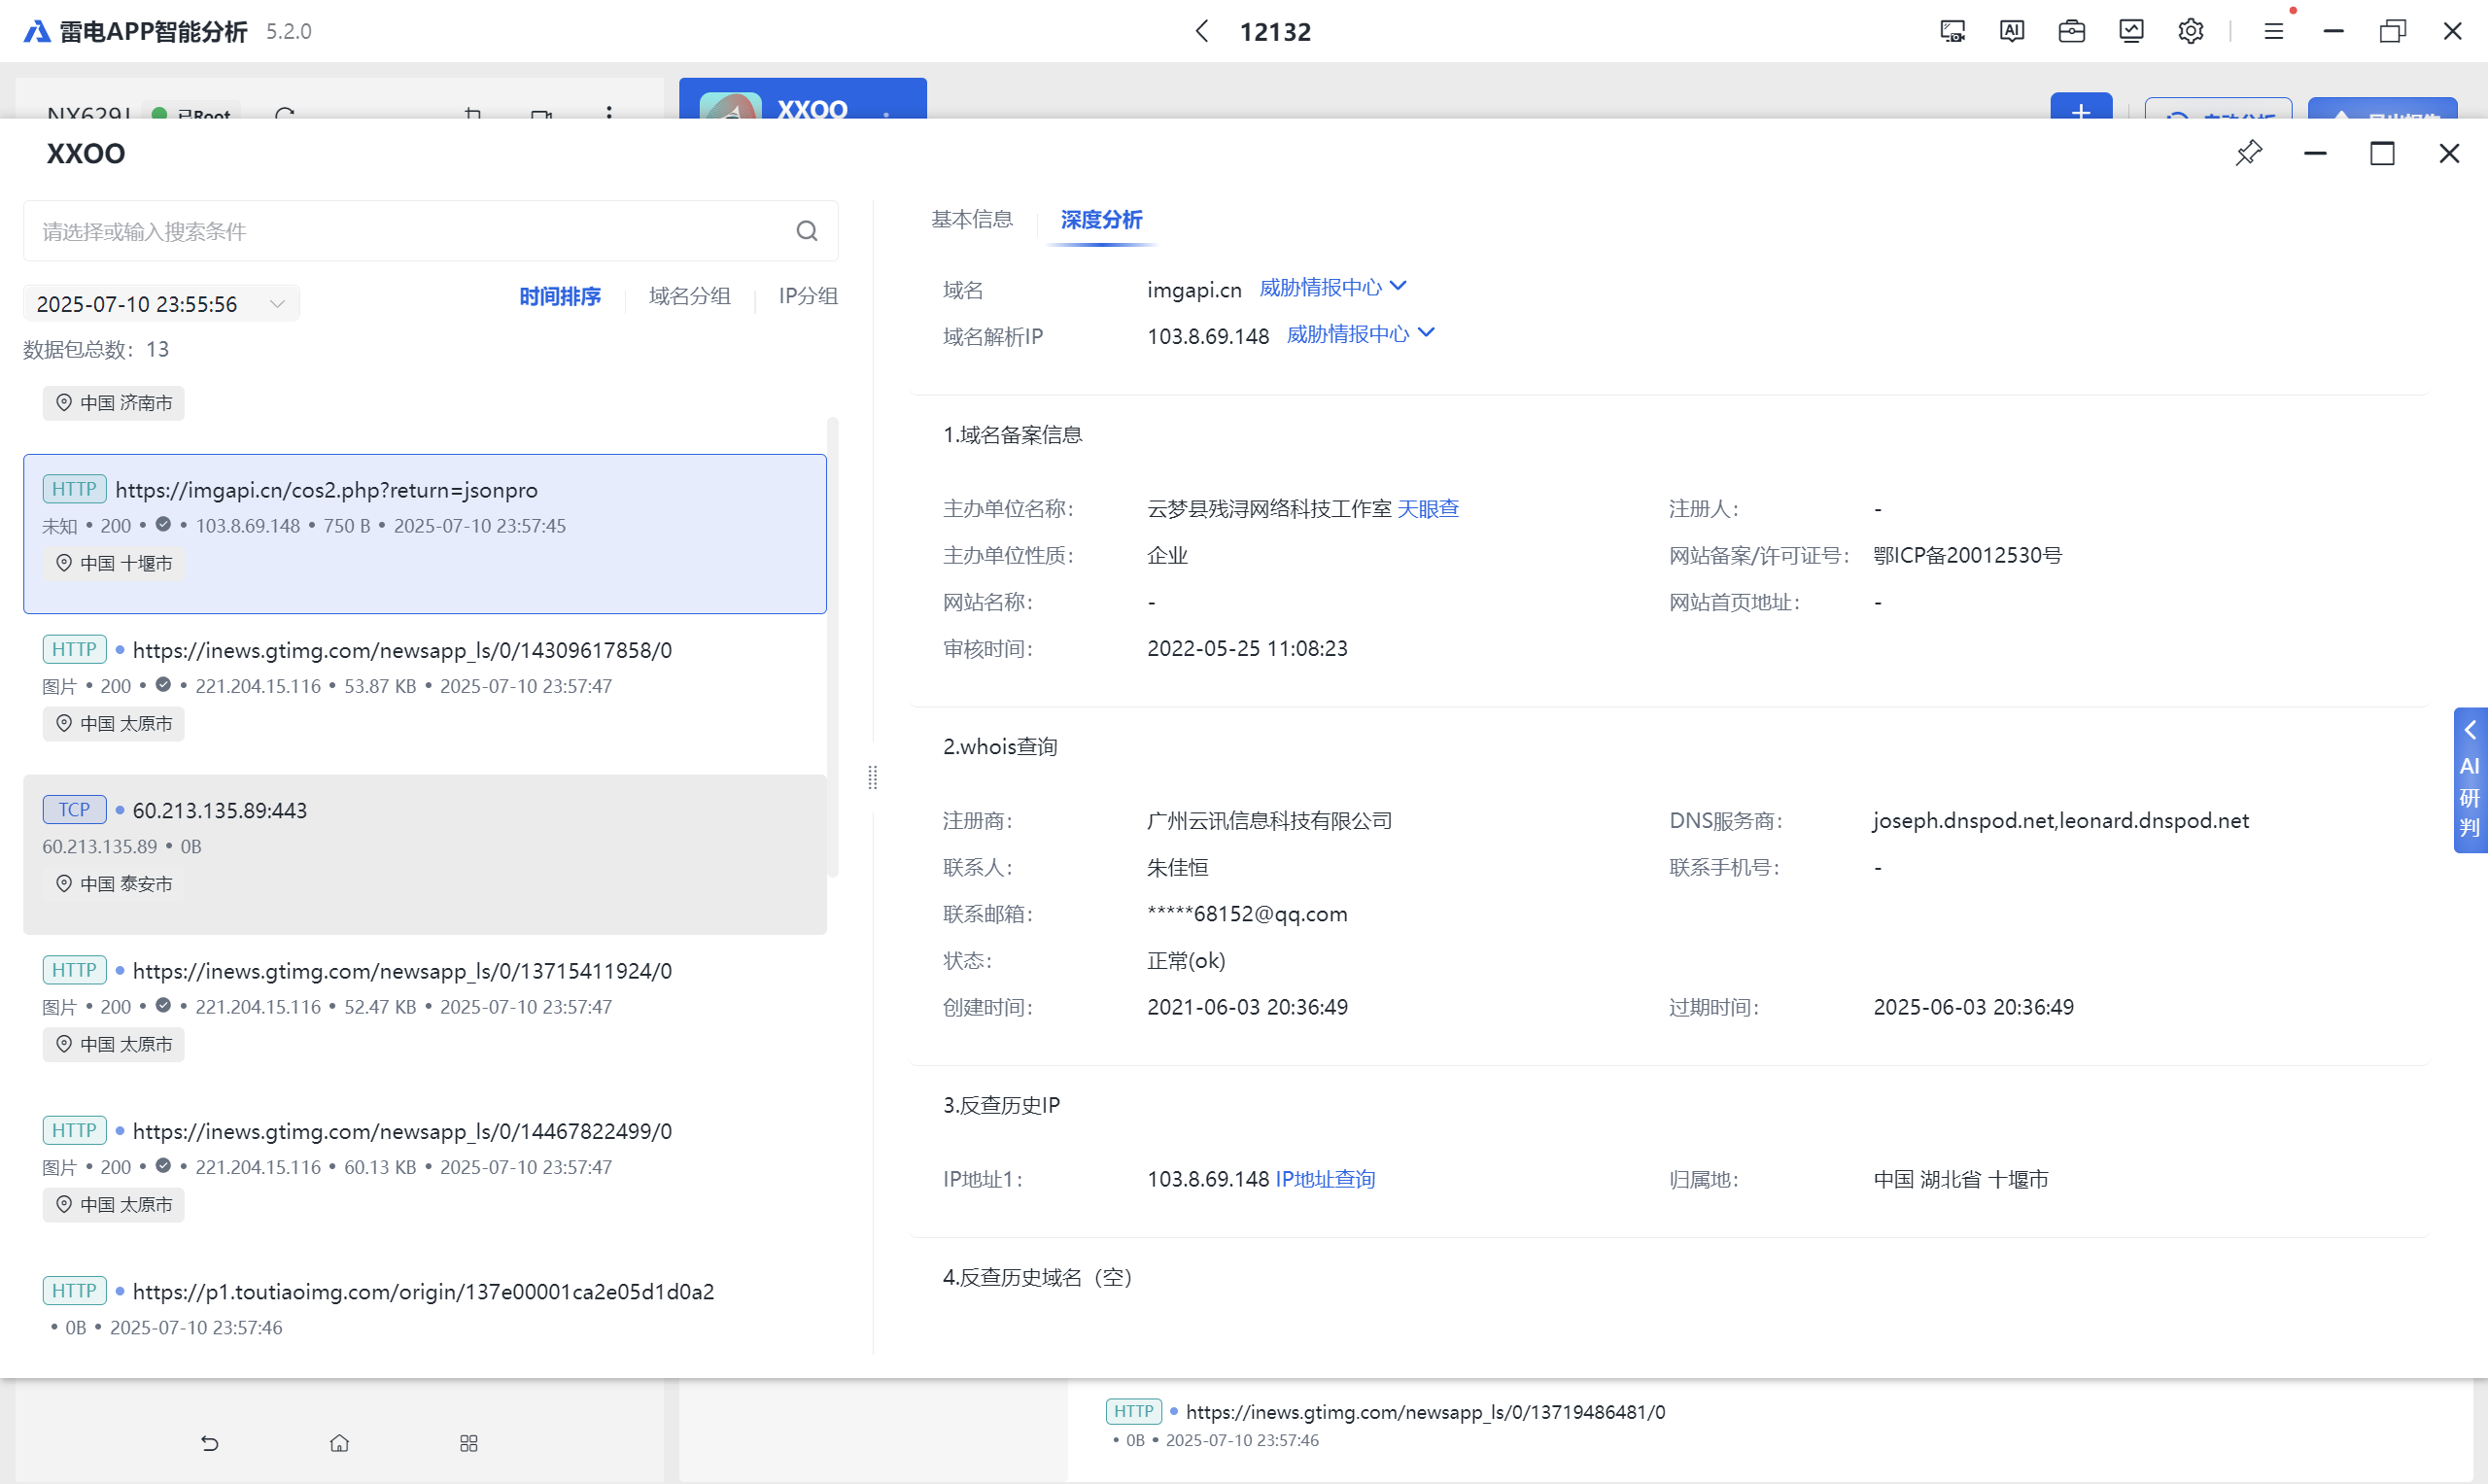 雷电APP智能分析 5.2.0
12132
NX629J 已Root
XXOO
自动分析
导出报告
XXOO
请选择或输入搜索条件
2025-07-10 23:55:56
时间排序 域名分组 IP分组
数据包总数：13
中国 济南市
HTTP https://imgapi.cn/cos2.php?return=jsonpro
未知 • 200 • • 103.8.69.148 • 750 B • 2025-07-10 23:57:45
中国 十堰市
HTTP https://inews.gtimg.com/newsapp_ls/0/14309617858/0
图片 • 200 • • 221.204.15.116 • 53.87 KB • 2025-07-10 23:57:47
中国 太原市
TCP 60.213.135.89:443
60.213.135.89 • 0B
中国 泰安市
HTTP https://inews.gtimg.com/newsapp_ls/0/13715411924/0
图片 • 200 • • 221.204.15.116 • 52.47 KB • 2025-07-10 23:57:47
中国 太原市
HTTP https://inews.gtimg.com/newsapp_ls/0/14467822499/0
图片 • 200 • • 221.204.15.116 • 60.13 KB • 2025-07-10 23:57:47
中国 太原市
HTTP https://p1.toutiaoimg.com/origin/137e00001ca2e05d1d0a2
• 0B • 2025-07-10 23:57:46
基本信息 深度分析
域名 imgapi.cn 威胁情报中心
域名解析IP 103.8.69.148 威胁情报中心
1.域名备案信息
主办单位名称： 云梦县残浔网络科技工作室 天眼查 注册人： -
主办单位性质： 企业 网站备案/许可证号： 鄂ICP备20012530号
网站名称： - 网站首页地址： -
审核时间： 2022-05-25 11:08:23
2.whois查询
注册商： 广州云讯信息科技有限公司 DNS服务商： joseph.dnspod.net,leonard.dnspod.net
联系人： 朱佳恒 联系手机号： -
联系邮箱： *****68152@qq.com
状态： 正常(ok)
创建时间： 2021-06-03 20:36:49 过期时间： 2025-06-03 20:36:49
3.反查历史IP
IP地址1： 103.8.69.148 IP地址查询 归属地： 中国 湖北省 十堰市
4.反查历史域名（空）
AI
研
判
HTTP https://inews.gtimg.com/newsapp_ls/0/13719486481/0
• 0B • 2025-07-10 23:57:46